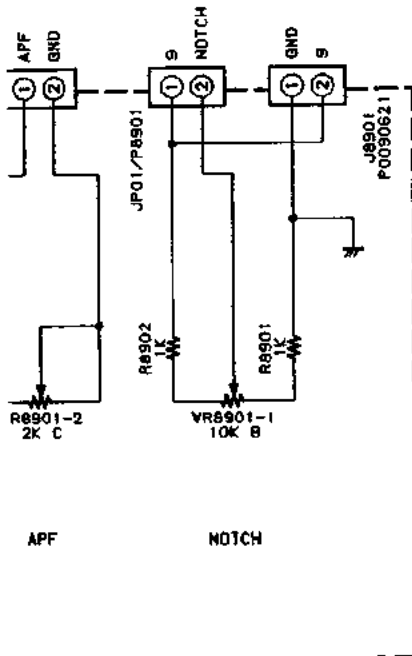 APF
GND
1
2
9
NOTCH
1
2
JP01/P8901
GND
9
1
2
J8901
P0090621
R8902
1K
R8901
1K
R8901-2
2K C
VR8901-1
10K B
APF
NOTCH